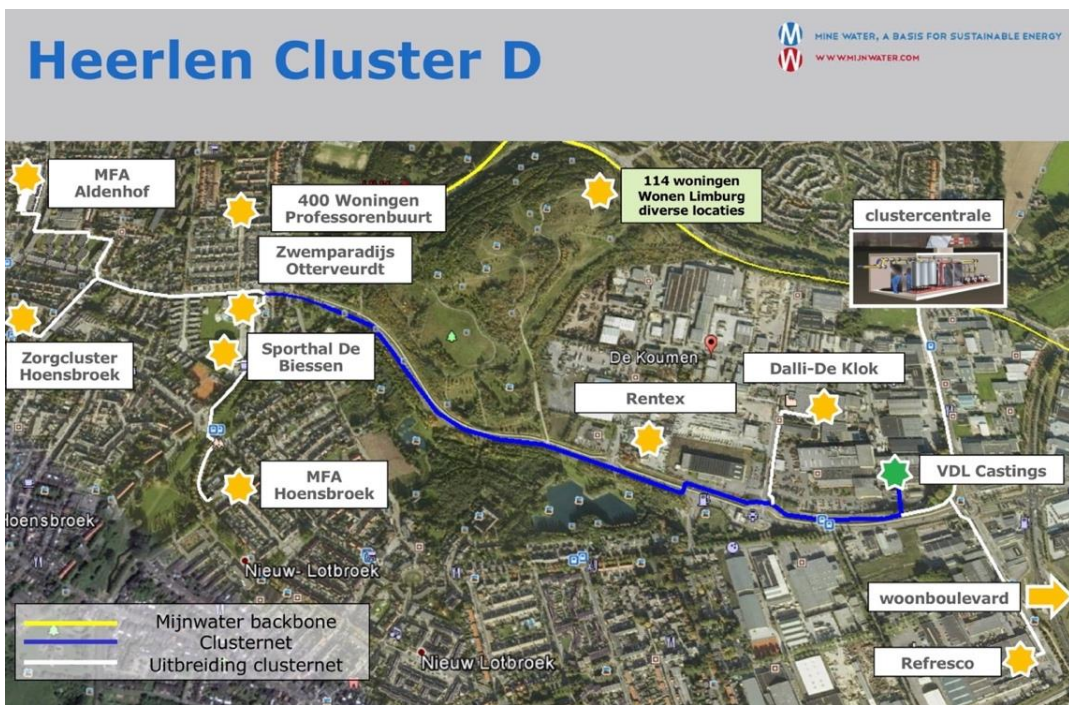 Heerlen Cluster D
MINE WATER, A BASIS FOR SUSTAINABLE ENERGY
WWW.MIJNWATER.COM
M
W
MFA
Aldenhof
400 Woningen
Professorenbuurt
114 woningen
Wonen Limburg
diverse locaties
clustercentrale
Zwemparadijs
Otterveurdt
Zorgcluster
Hoensbroek
Sporthal De
Biessen
De Koumen
Dalli-De Klok
Rentex
MFA
Hoensbroek
VDL Castings
Hoensbroek
Nieuw- Lotbroek
woonboulevard
Mijnwater backbone
Clusternet
Uitbreiding clusternet
Nieuw Lotbroek
Refresco